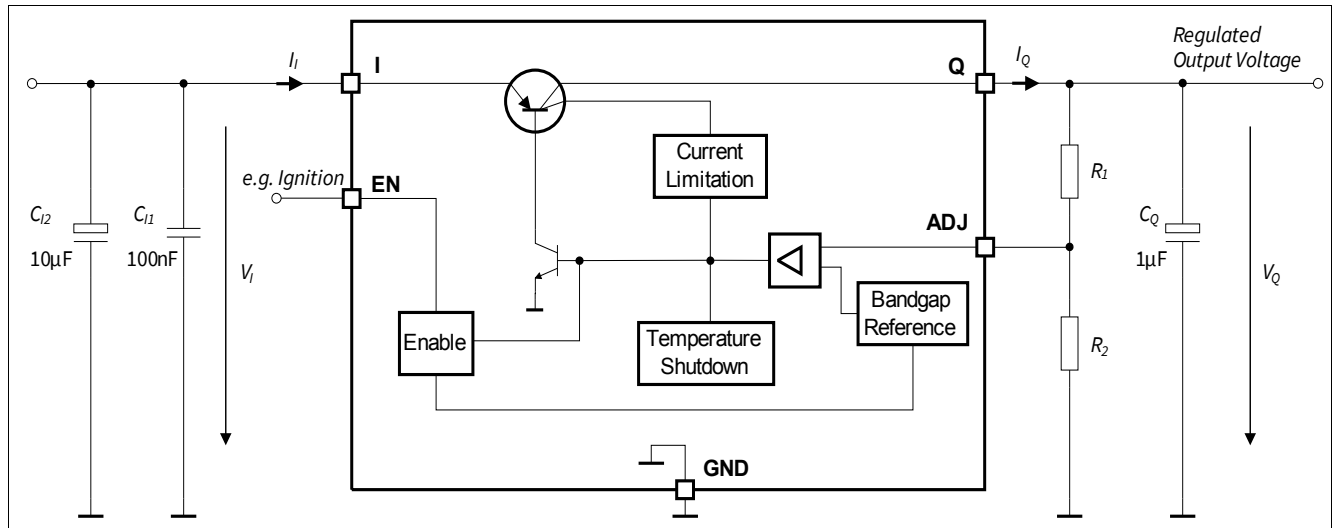 Regulated
Output Voltage
I_I
I
Q
I_Q
Current
Limitation
e.g. Ignition
EN
R_1
C_I2
10µF
C_I1
100nF
V_I
ADJ
C_Q
1µF
V_Q
Bandgap
Reference
Enable
Temperature
Shutdown
R_2
GND